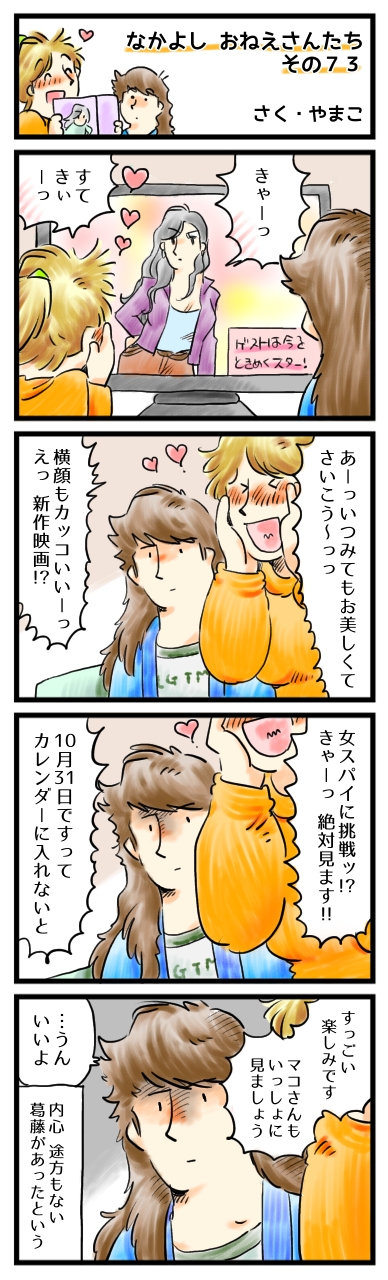 なかよし おねえさんたち
その７３
さく・やまこ
きゃーっ
すて
きぃ
ーっ
ゲストは今を
ときめくスター!
あーっいつみてもお美しくて
さいこう～っっ
横顔もカッコいいーっ
えっ 新作映画!?
LGTM
女スパイに挑戦ッ!?
きゃーっ 絶対見ます!!
10月31日ですって
カレンダーに入れないと
GTM
すっごい
楽しみです
マコさんも
いっしょに
見ましょう
…うん
いいよ
内心 途方もない
葛藤があったという